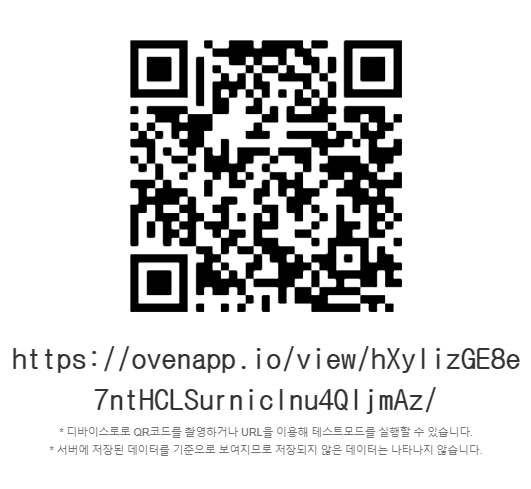 https://ovenapp.io/view/hXyIizGE8e
7ntHCLSurnicInu4QIjmAz/
* 디바이스로로 QR코드를 촬영하거나 URL을 이용해 테스트모드를 실행할 수 있습니다.
* 서버에 저장된 데이터를 기준으로 보여지므로 저장되지 않은 데이터는 나타나지 않습니다.